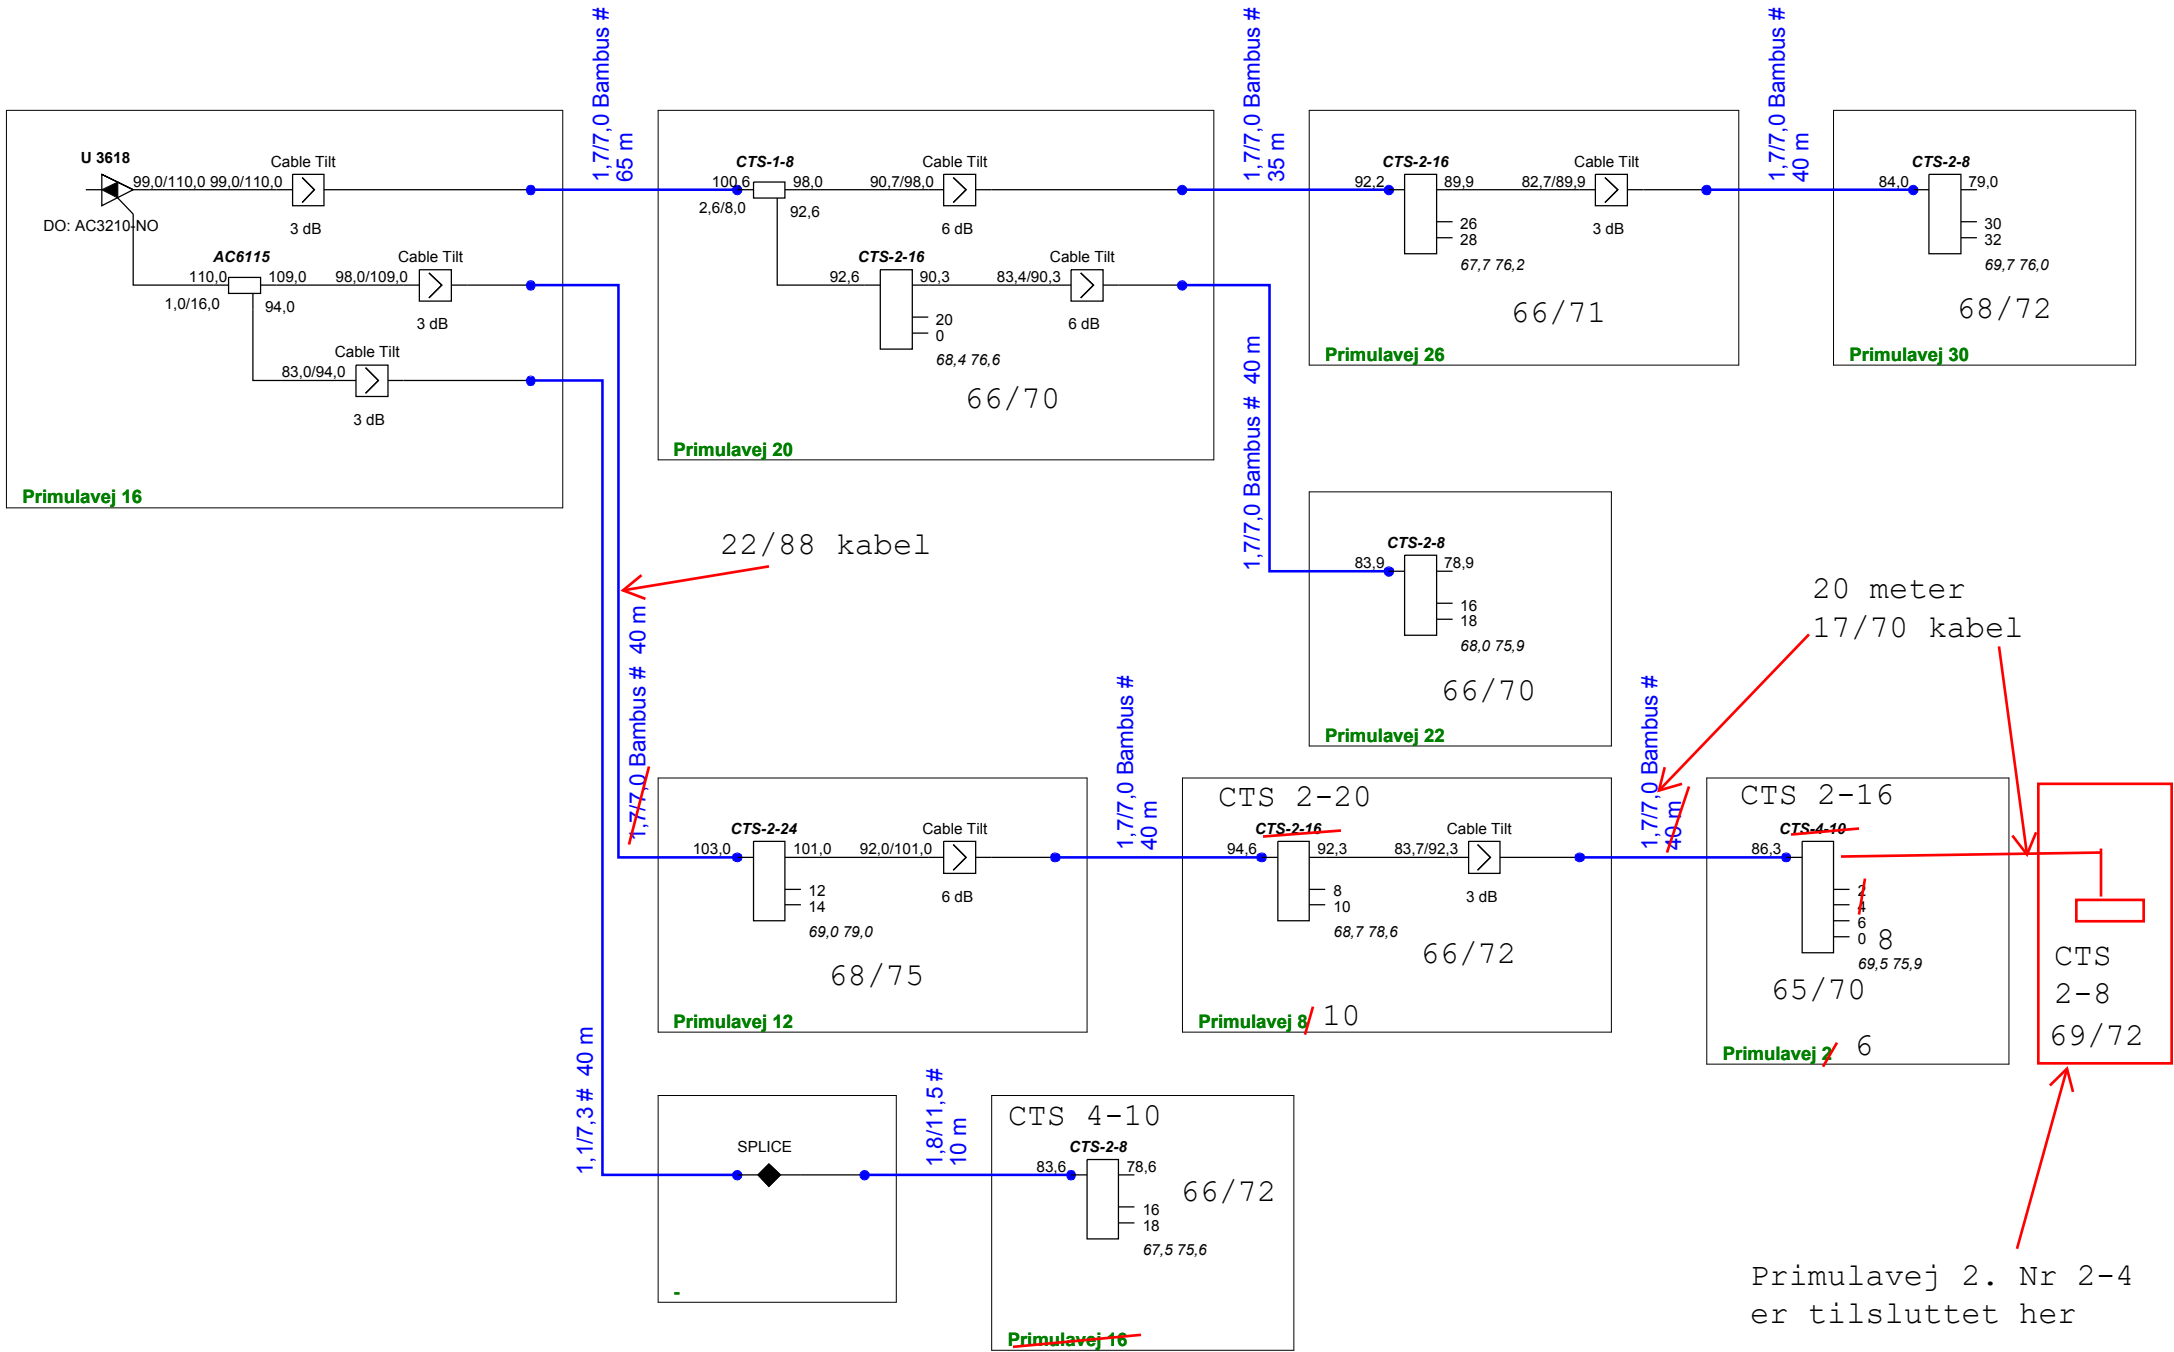 1,7/7,0 Bambus #
65 m
1,7/7,0 Bambus #
35 m
1,7/7,0 Bambus #
40 m
U 3618
99,0/110,0 99,0/110,0
Cable Tilt
3 dB
DO: AC3210-NO
AC6115
110,0
109,0
98,0/109,0
Cable Tilt
3 dB
1,0/16,0
94,0
Cable Tilt
83,0/94,0
3 dB
Primulavej 16
CTS-1-8
100,6
98,0
90,7/98,0
Cable Tilt
6 dB
2,6/8,0
92,6
CTS-2-16
92,6
90,3
83,4/90,3
Cable Tilt
6 dB
20
0
68,4 76,6
66/70
Primulavej 20
CTS-2-16
92,2
89,9
82,7/89,9
Cable Tilt
3 dB
26
28
67,7 76,2
66/71
Primulavej 26
CTS-2-8
84,0
79,0
30
32
69,7 76,0
68/72
Primulavej 30
1,7/7,0 Bambus # 40 m
CTS-2-8
83,9
78,9
16
18
68,0 75,9
66/70
Primulavej 22
22/88 kabel
1,7/7,0 Bambus # 40 m
20 meter
17/70 kabel
CTS-2-24
103,0
101,0
92,0/101,0
Cable Tilt
6 dB
12
14
69,0 79,0
68/75
Primulavej 12
1,7/7,0 Bambus #
40 m
CTS 2-20
CTS-2-16
94,6
92,3
83,7/92,3
Cable Tilt
3 dB
8
10
68,7 78,6
66/72
Primulavej 8
10
1,7/7,0 Bambus #
40 m
CTS 2-16
CTS-4-10
86,3
2
4
6
0
8
69,5 75,9
65/70
Primulavej 2
6
CTS
2-8
69/72
1,1/7,3 # 40 m
SPLICE
-
1,8/11,5 #
10 m
CTS 4-10
CTS-2-8
83,6
78,6
66/72
16
18
67,5 75,6
Primulavej 16
Primulavej 2. Nr 2-4
er tilsluttet her